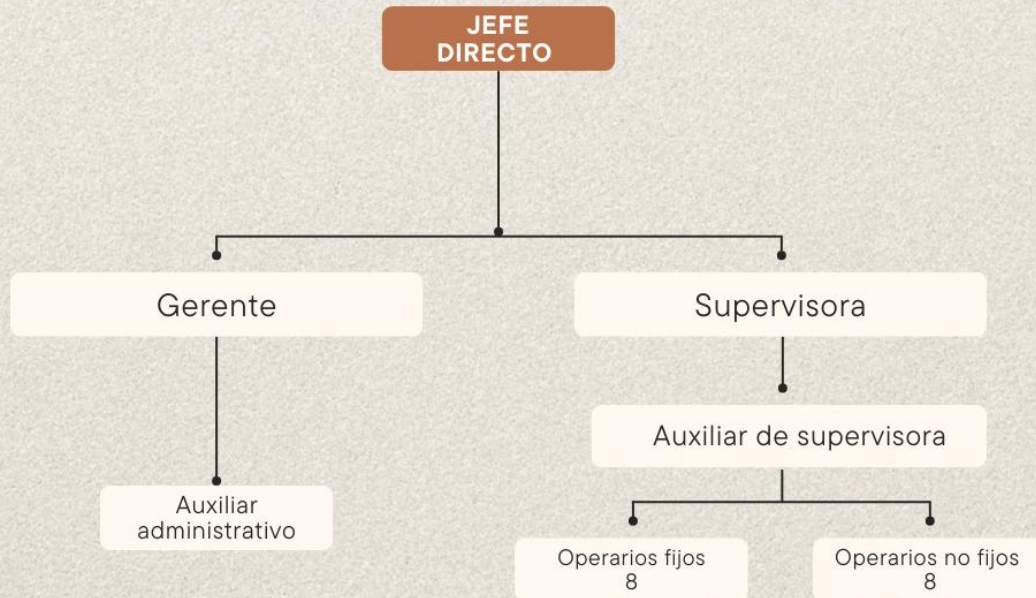 JEFE
DIRECTO
Gerente
Supervisora
Auxiliar de supervisora
Auxiliar
administrativo
Operarios fijos
8
Operarios no fijos
8